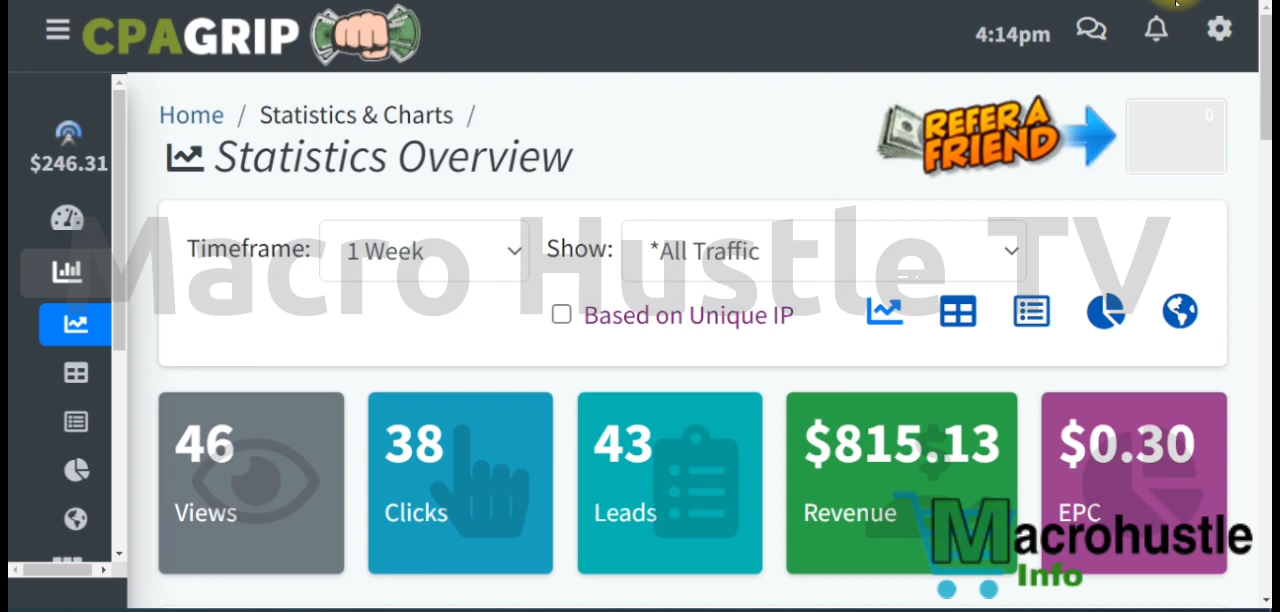 CPAGRIP
4:14pm
Home / Statistics & Charts /
Statistics Overview
REFER A
FRIEND
0
$246.31
Timeframe: 1 Week Show: *All Traffic
Macro Hustle TV
Based on Unique IP
46
Views
38
Clicks
43
Leads
$815.13
Revenue
$0.30
EPC
Macrohustle
Info